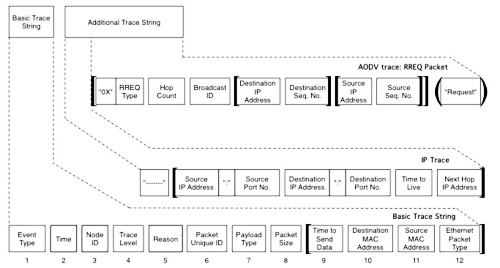 Basic Trace
String
Additional Trace String
AODV trace: RREQ Packet
"0X"
RREQ
Type
Hop
Count
Broadcast
ID
Destination
IP
Address
Destination
Seq. No.
Source
IP
Address
Source
Seq. No.
("Request")
IP Trace
"-------"
Source
IP Address
":"
Source
Port No.
Destination
IP Address
":"
Destination
Port No.
Time to
Live
Next Hop
IP Address
Basic Trace String
Event
Type
Time
Node
ID
Trace
Level
Reason
Packet
Unique ID
Payload
Type
Packet
Size
Time to
Send
Data
Destination
MAC
Address
Source
MAC
Address
Ethernet
Packet
Type
1 2 3 4 5 6 7 8 9 10 11 12